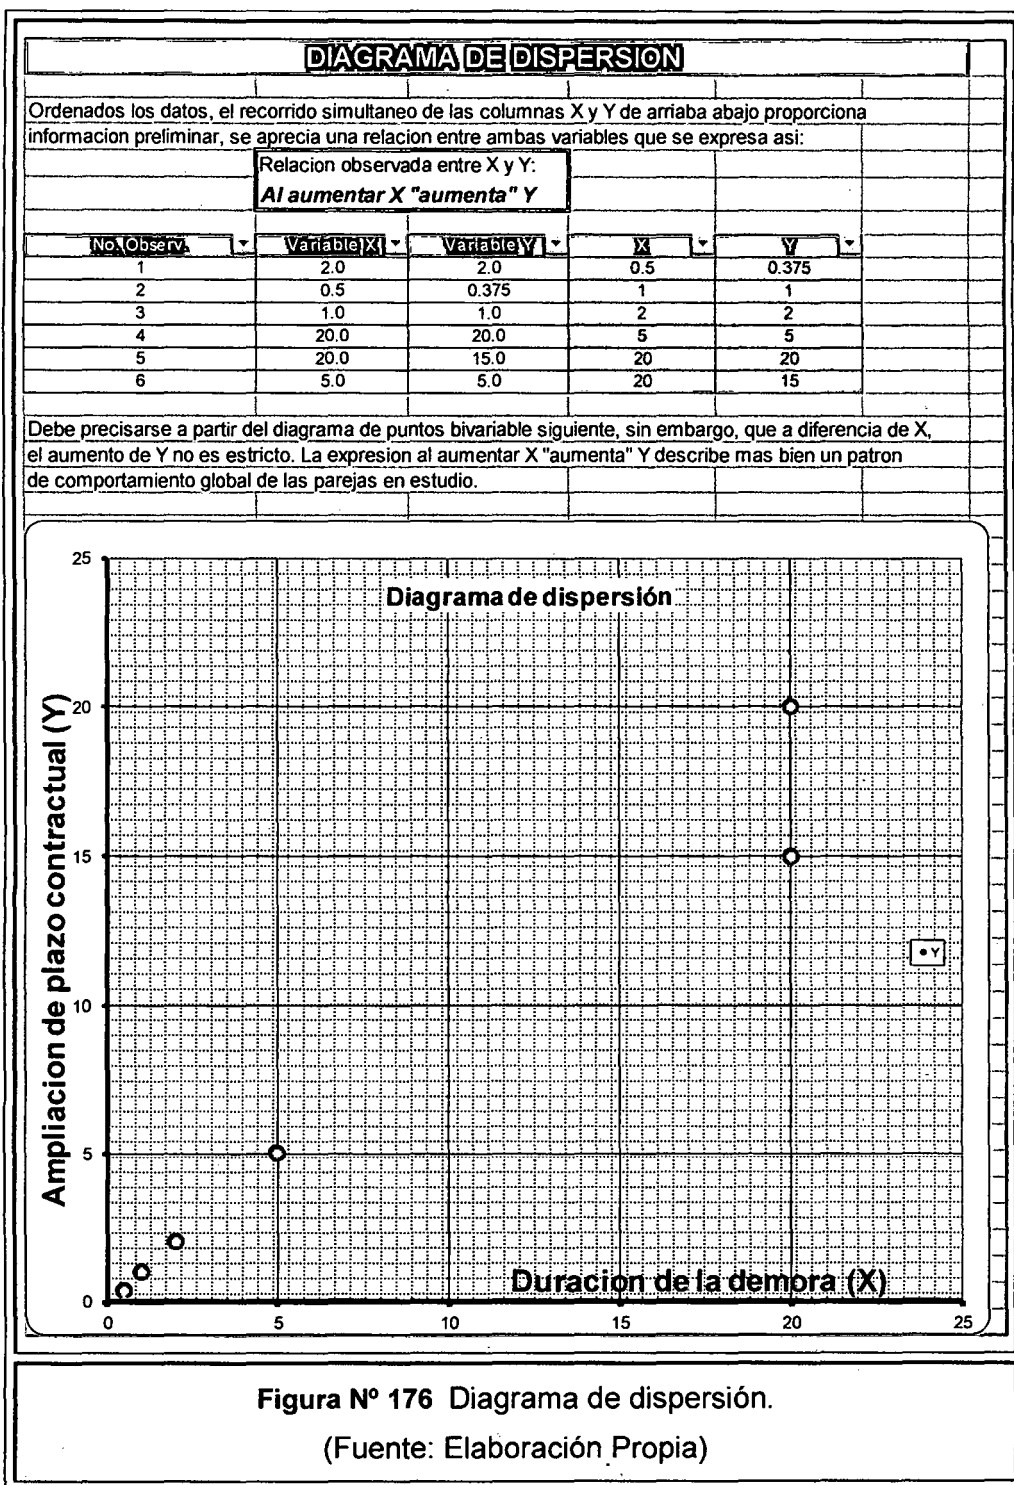 DIAGRAMA DE DISPERSION
Ordenados los datos, el recorrido simultaneo de las columnas X y Y de arriaba abajo proporciona
informacion preliminar, se aprecia una relacion entre ambas variables que se expresa asi:
Relacion observada entre X y Y:
Al aumentar X "aumenta" Y
No. Observ. Variable X Variable Y X Y
1 2.0 2.0 0.5 0.375
2 0.5 0.375 1 1
3 1.0 1.0 2 2
4 20.0 20.0 5 5
5 20.0 15.0 20 20
6 5.0 5.0 20 15
Debe precisarse a partir del diagrama de puntos bivariable siguiente, sin embargo, que a diferencia de X,
el aumento de Y no es estricto. La expresion al aumentar X "aumenta" Y describe mas bien un patron
de comportamiento global de las parejas en estudio.
Diagrama de dispersión
Ampliacion de plazo contractual (Y)
25
20
15
10
5
0
Y
Duracion de la demora (X)
0 5 10 15 20 25
Figura Nº 176 Diagrama de dispersión.
(Fuente: Elaboración Propia)